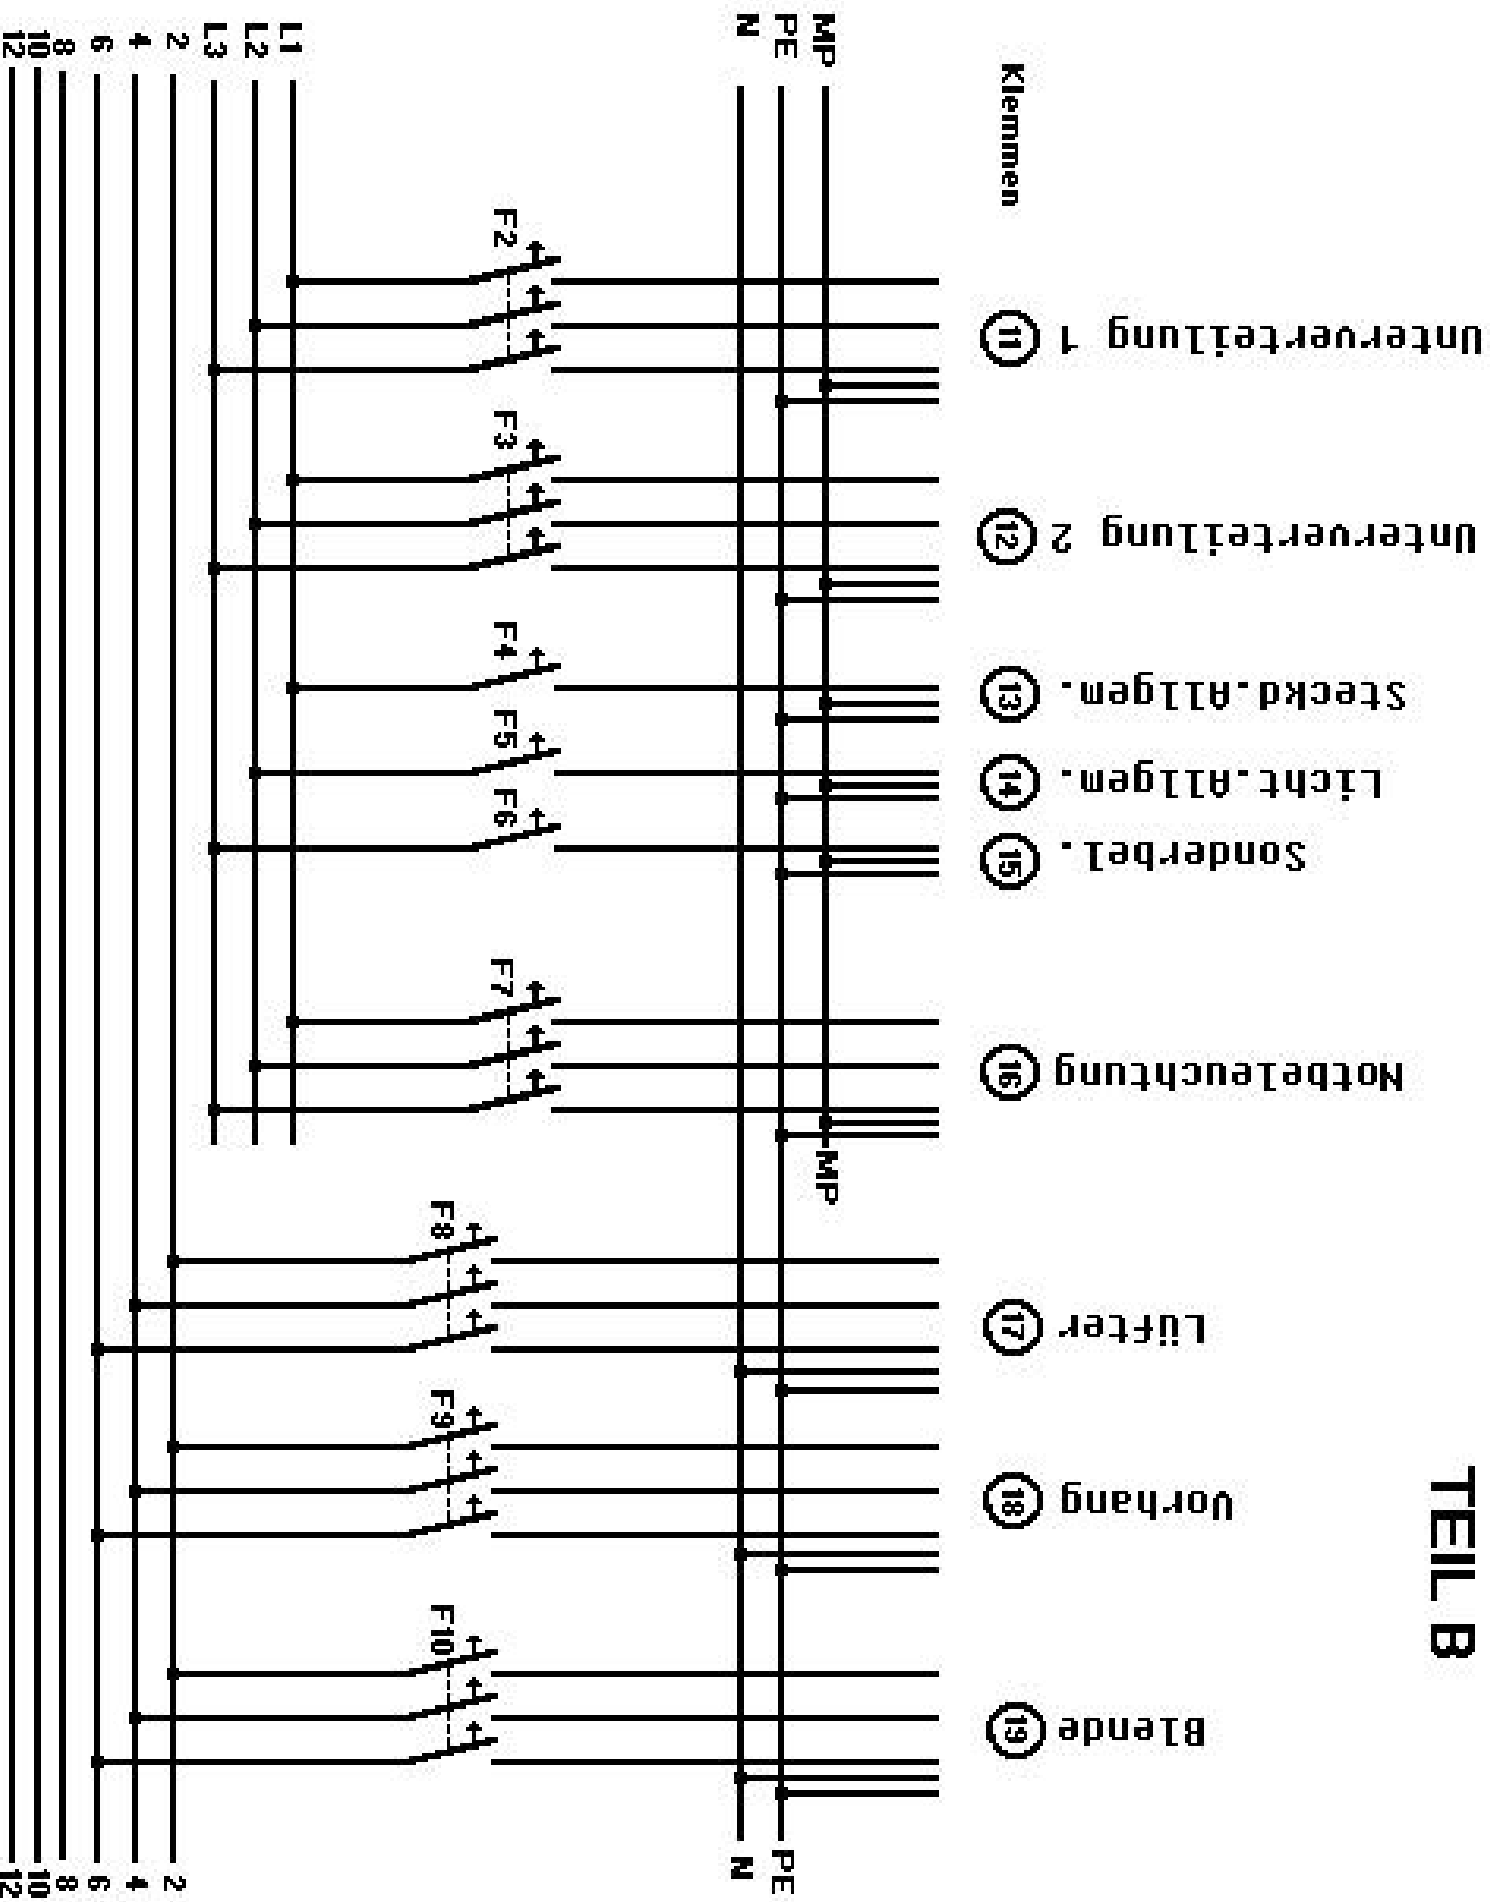 TEIL B
Unterverteilung 1
Unterverteilung 2
Steckd.Allgem.
Licht.Allgem.
Sonderbel.
Notbeleuchtung
Lüfter
Vorhang
Blende
Klemmen
11
12
13
14
15
16
17
18
19
MP
MP
PE
PE
N
N
F2
F3
F4
F5
F6
F7
F8
F9
F10
L1
L2
L3
2
2
4
4
6
6
8
8
10
10
12
12